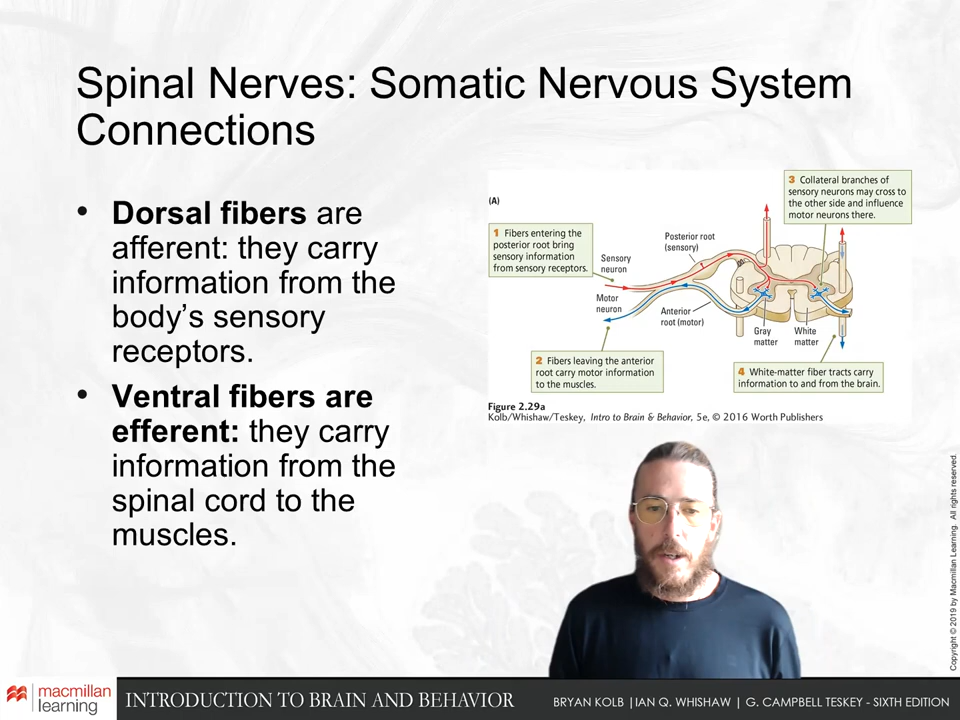 Spinal Nerves: Somatic Nervous System
Connections
• Dorsal fibers are
afferent: they carry
information from the
body’s sensory
receptors.
• Ventral fibers are
efferent: they carry
information from the
spinal cord to the
muscles.
(A)
1 Fibers entering the
posterior root bring
sensory information
from sensory receptors.
Sensory
neuron
Posterior root
(sensory)
3 Collateral branches of
sensory neurons may cross to
the other side and influence
motor neurons there.
Motor
neuron
Anterior
root (motor)
Gray
matter
White
matter
2 Fibers leaving the anterior
root carry motor information
to the muscles.
4 White-matter fiber tracts carry
information to and from the brain.
Figure 2.29a
Kolb/Whishaw/Teskey, Intro to Brain & Behavior, 5e, © 2016 Worth Publishers
Copyright © 2019 by Macmillan Learning. All rights reserved.
macmillan
learning
INTRODUCTION TO BRAIN AND BEHAVIOR
BRYAN KOLB |IAN Q. WHISHAW | G. CAMPBELL TESKEY - SIXTH EDITION